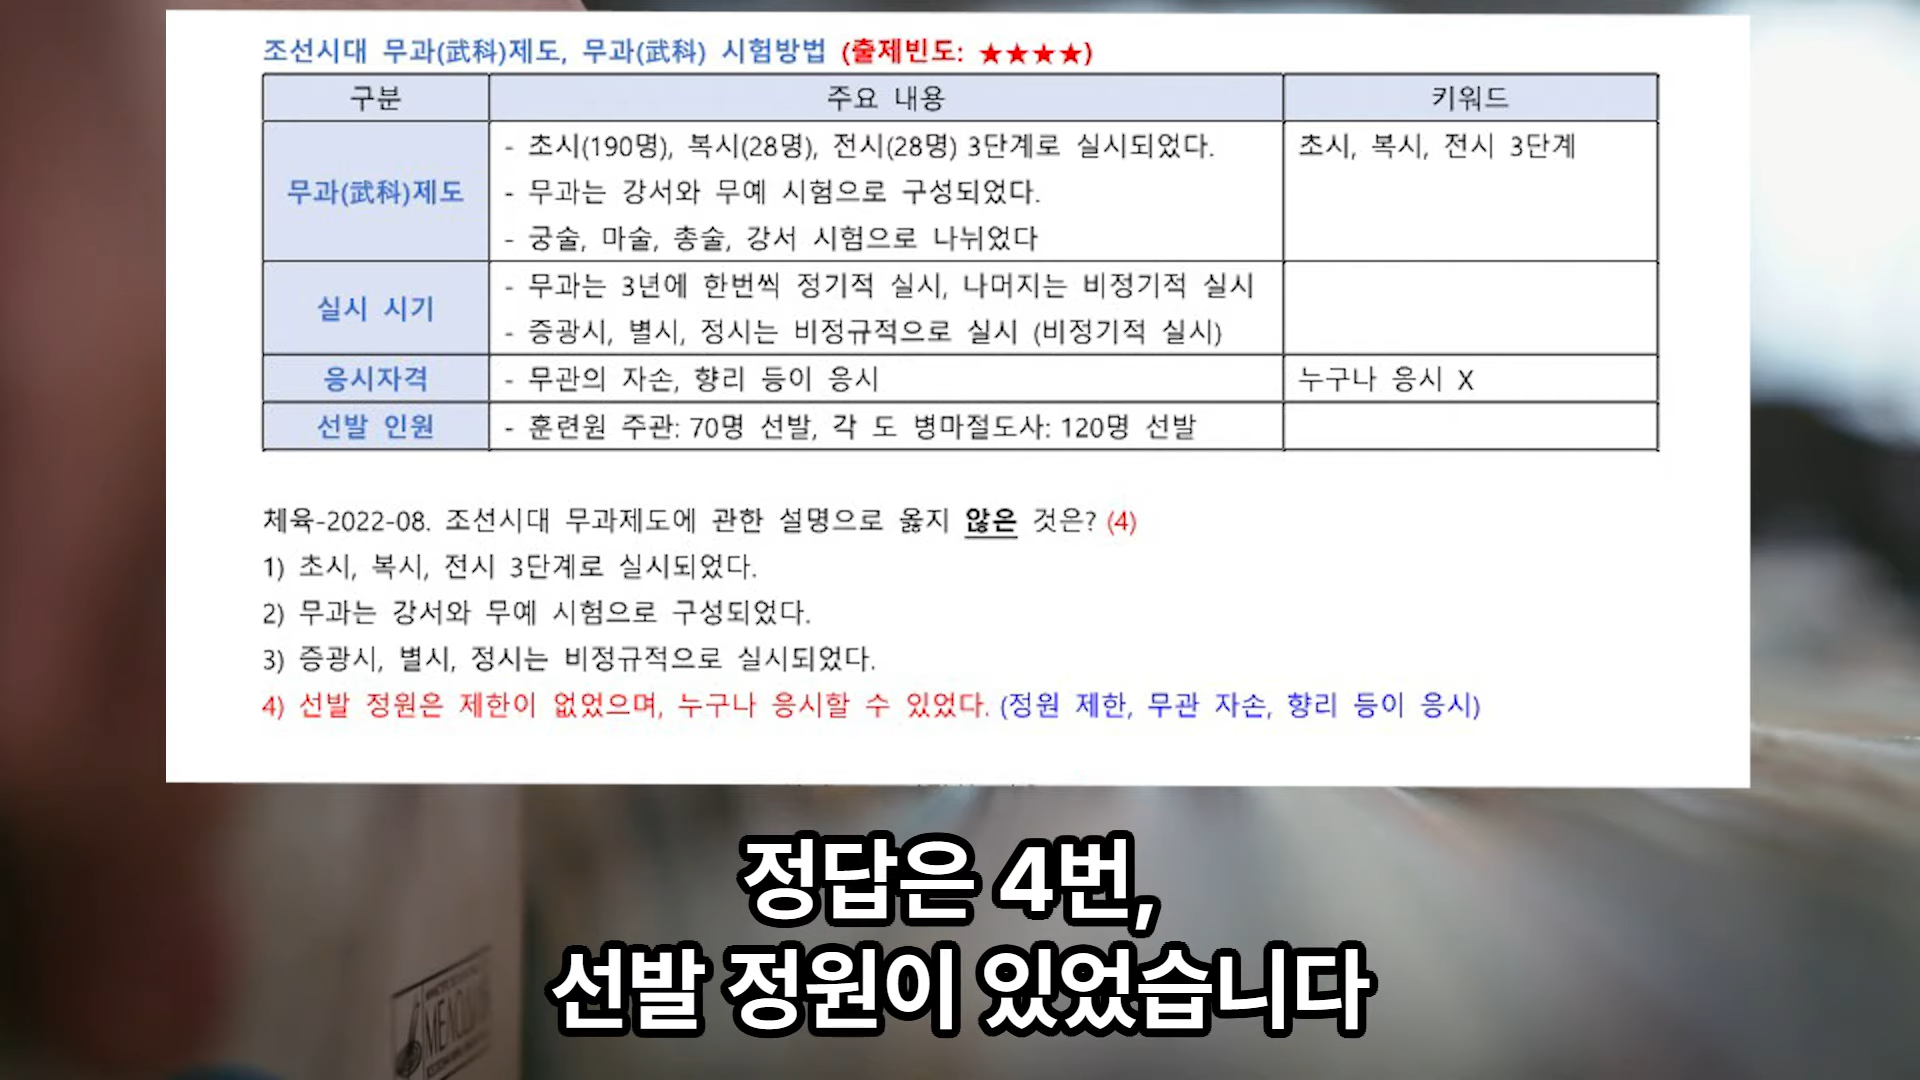 조선시대 무과(武科)제도, 무과(武科) 시험방법 (출제빈도: ★★★★)
구분 주요 내용 키워드
무과(武科)제도
- 초시(190명), 복시(28명), 전시(28명) 3단계로 실시되었다.
- 무과는 강서와 무예 시험으로 구성되었다.
- 궁술, 마술, 총술, 강서 시험으로 나뉘었다
초시, 복시, 전시 3단계
실시 시기
- 무과는 3년에 한번씩 정기적 실시, 나머지는 비정기적 실시
- 증광시, 별시, 정시는 비정규적으로 실시 (비정기적 실시)
응시자격 - 무관의 자손, 향리 등이 응시 누구나 응시 X
선발 인원 - 훈련원 주관: 70명 선발, 각 도 병마절도사: 120명 선발
체육-2022-08. 조선시대 무과제도에 관한 설명으로 옳지 않은 것은? (4)
1) 초시, 복시, 전시 3단계로 실시되었다.
2) 무과는 강서와 무예 시험으로 구성되었다.
3) 증광시, 별시, 정시는 비정규적으로 실시되었다.
4) 선발 정원은 제한이 없었으며, 누구나 응시할 수 있었다. (정원 제한, 무관 자손, 향리 등이 응시)
정답은 4번,
선발 정원이 있었습니다